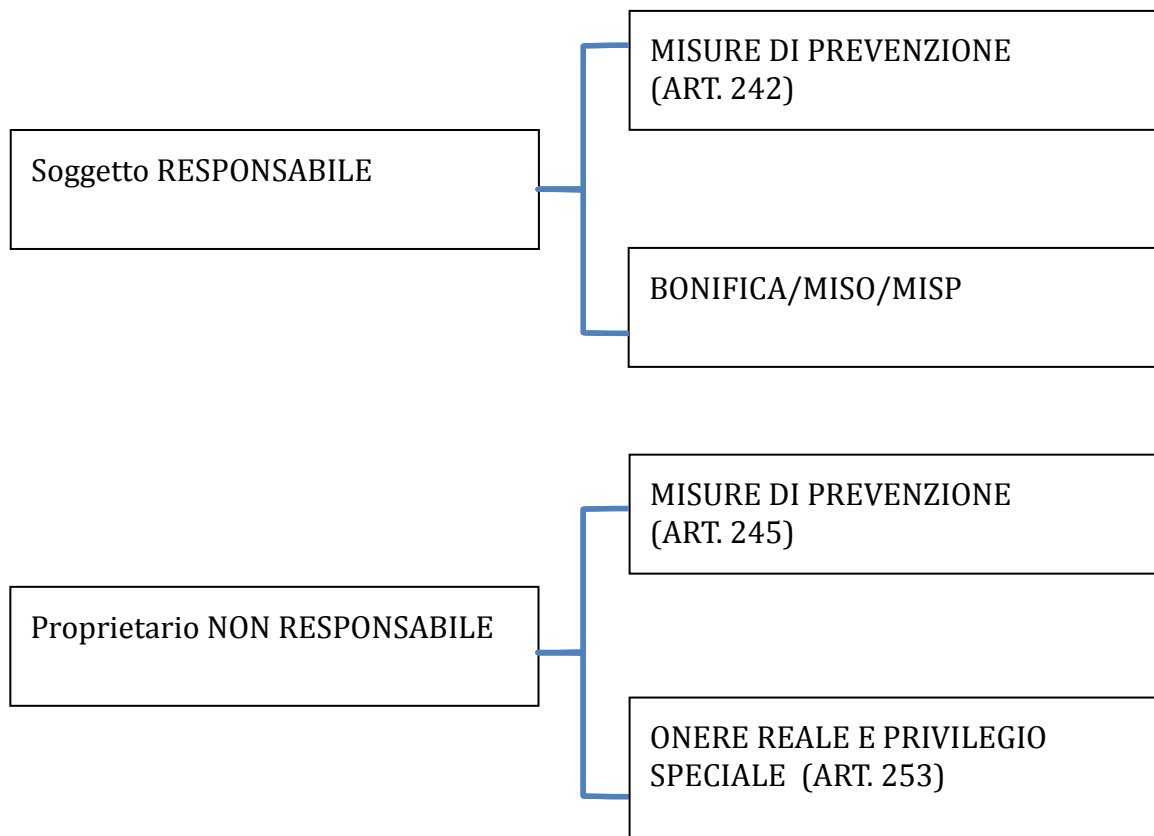 MISURE DI PREVENZIONE
(ART. 242)
Soggetto RESPONSABILE
BONIFICA/MISO/MISP
MISURE DI PREVENZIONE
(ART. 245)
Proprietario NON RESPONSABILE
ONERE REALE E PRIVILEGIO
SPECIALE (ART. 253)